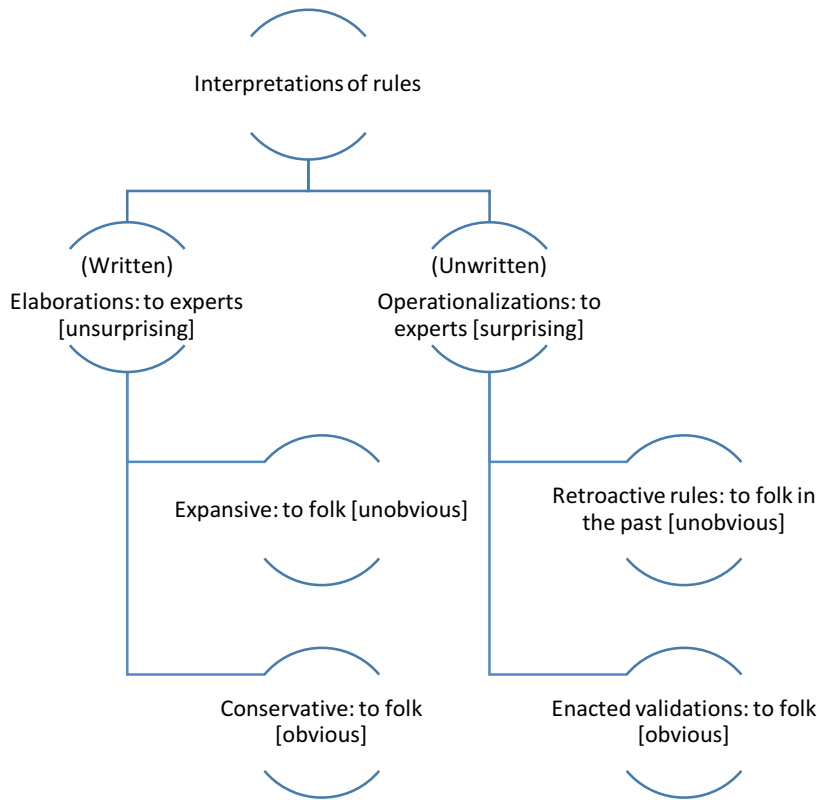 Interpretations of rules
(Written)
Elaborations: to experts
[unsurprising]
(Unwritten)
Operationalizations: to
experts [surprising]
Expansive: to folk [unobvious]
Retroactive rules: to folk in
the past [unobvious]
Conservative: to folk
[obvious]
Enacted validations: to folk
[obvious]